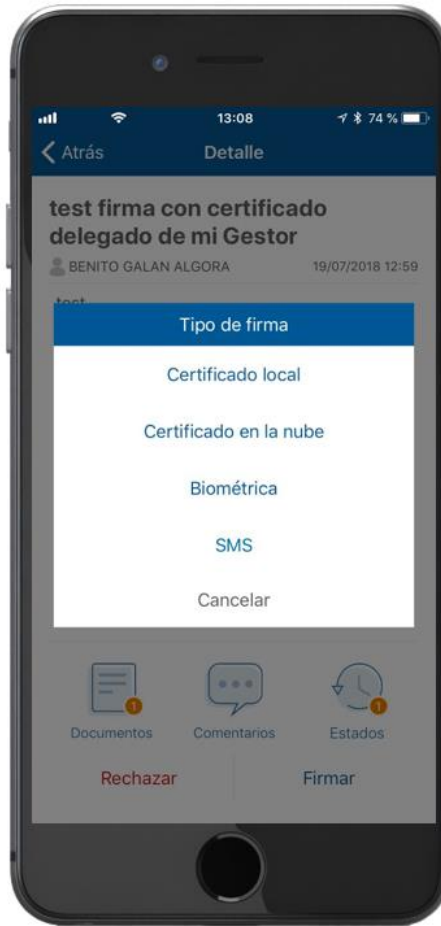 13:08
74 %
Atrás
Detalle
test firma con certificado
delegado de mi Gestor
BENITO GALAN ALGORA 19/07/2018 12:59
test
Tipo de firma
Certificado local
Certificado en la nube
Biométrica
SMS
Cancelar
1
1
Documentos
Comentarios
Estados
Rechazar
Firmar